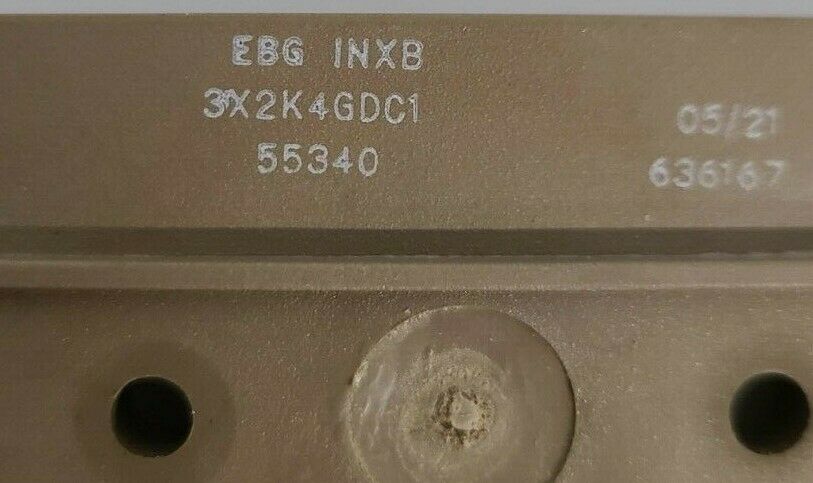 EBG INXB
3X2K4GDC1
55340
05/21
636167